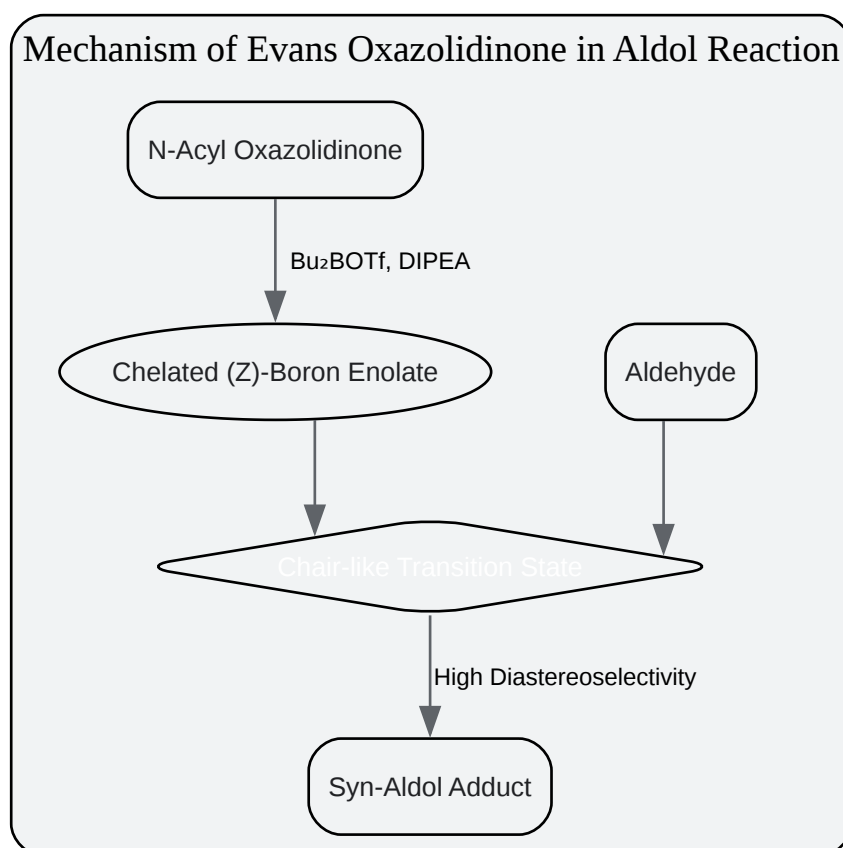 Mechanism of Evans Oxazolidinone in Aldol Reaction
N-Acyl Oxazolidinone
Bu₂BOTf, DIPEA
Chelated (Z)-Boron Enolate
Aldehyde
Chair-like Transition State
High Diastereoselectivity
Syn-Aldol Adduct